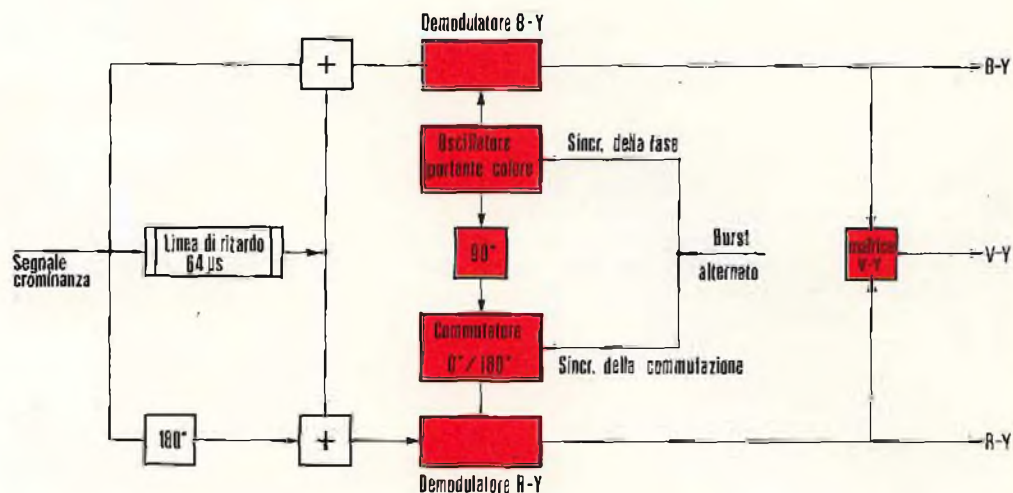 Demodulatore B-Y
+
B-Y
Oscillatore
portante colore
Sincr. della fase
Linea di ritardo
64 µs
Segnale
crominanza
90°
Burst
alternato
matrice
V-Y
V-Y
Commutatore
0°/180°
Sincr. della commutazione
180°
+
R-Y
Demodulatore R-Y